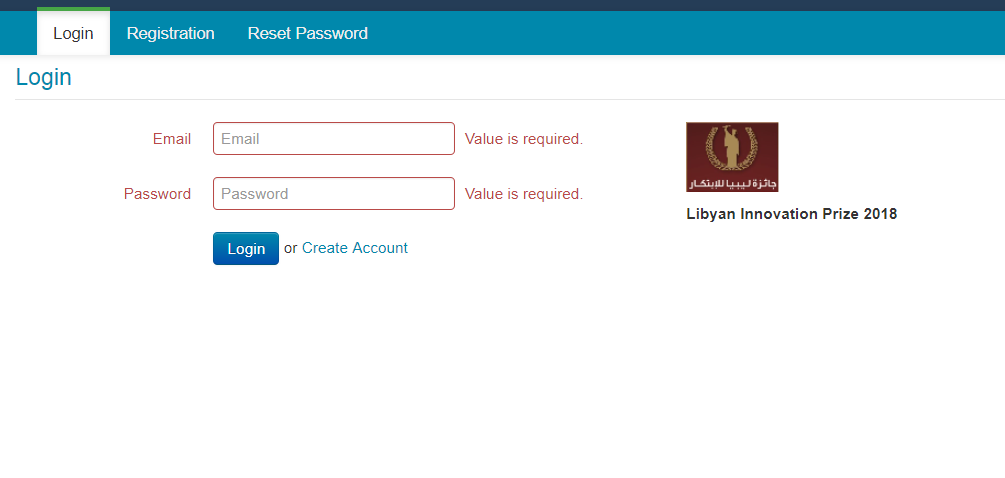 Login Registration Reset Password
Login
Email Email Value is required.
Password Password Value is required.
Login or Create Account
جائزة ليبيا للإبتكار
Libyan Innovation Prize 2018